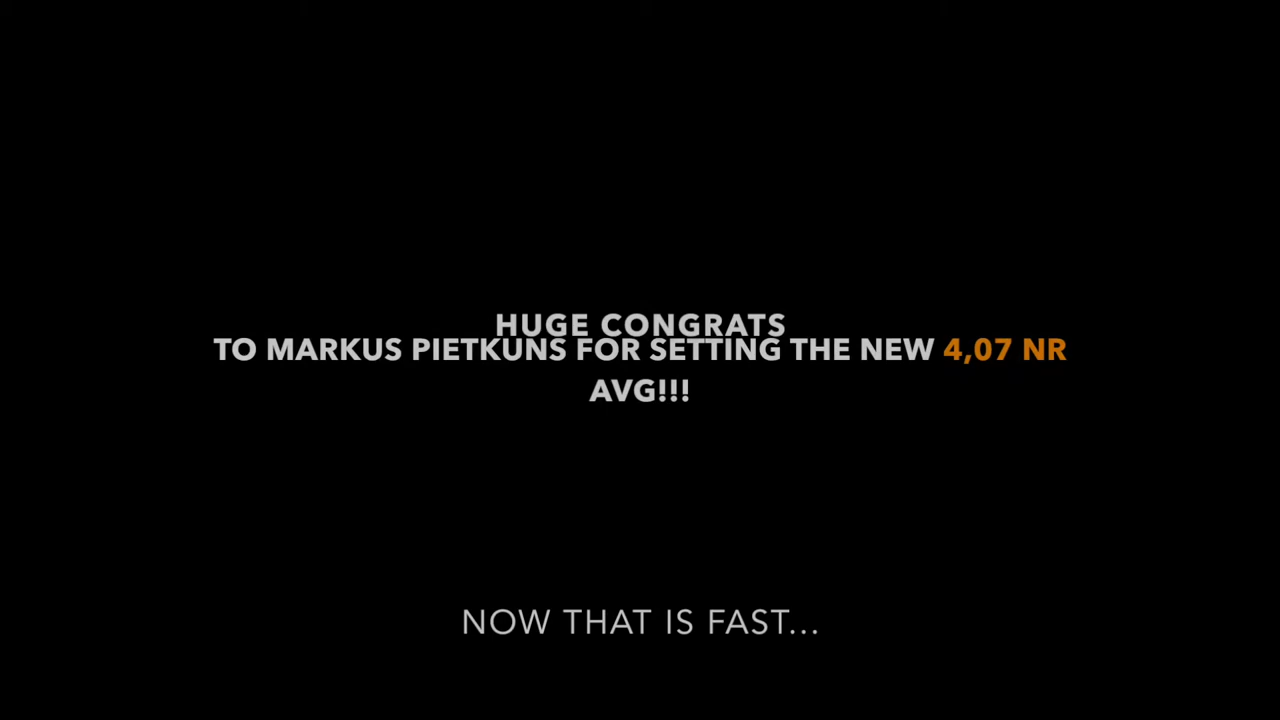 HUGE CONGRATS
TO MARKUS PIETKUNS FOR SETTING THE NEW 4,07 NR
AVG!!!
NOW THAT IS FAST...